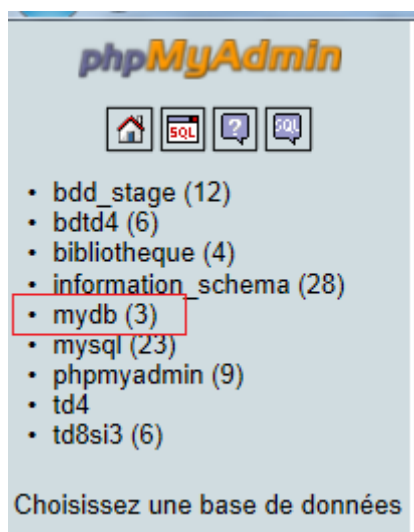 phpMyAdmin
SQL ? SQL
• bdd_stage (12)
• bdtd4 (6)
• bibliotheque (4)
• information_schema (28)
• mydb (3)
• mysql (23)
• phpmyadmin (9)
• td4
• td8si3 (6)
Choisissez une base de données